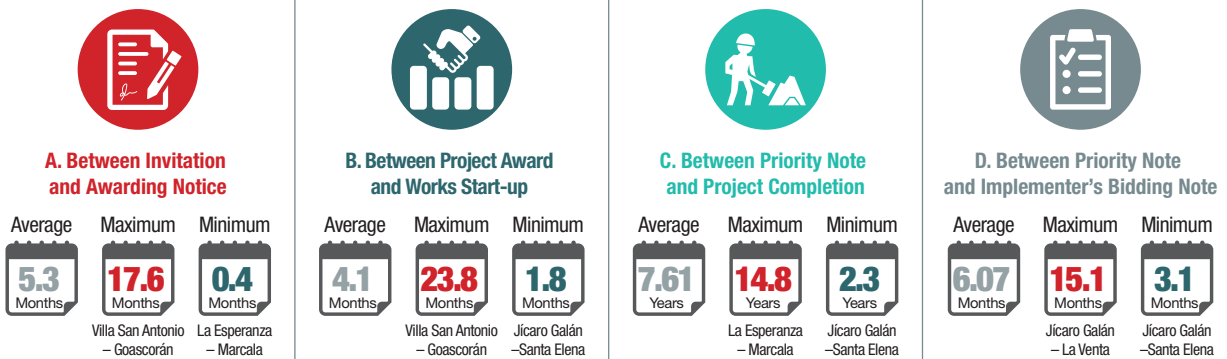 A. Between Invitation
and Awarding Notice
Average
Maximum
Minimum
5.3
Months
17.6
Months
0.4
Months
Villa San Antonio
– Goascorán
La Esperanza
– Marcala
B. Between Project Award
and Works Start-up
Average
Maximum
Minimum
4.1
Months
23.8
Months
1.8
Months
Villa San Antonio
– Goascorán
Jícaro Galán
–Santa Elena
C. Between Priority Note
and Project Completion
Average
Maximum
Minimum
7.61
Years
14.8
Years
2.3
Years
La Esperanza
– Marcala
Jícaro Galán
–Santa Elena
D. Between Priority Note
and Implementer’s Bidding Note
Average
Maximum
Minimum
6.07
Months
15.1
Months
3.1
Months
Jícaro Galán
– La Venta
Jícaro Galán
–Santa Elena